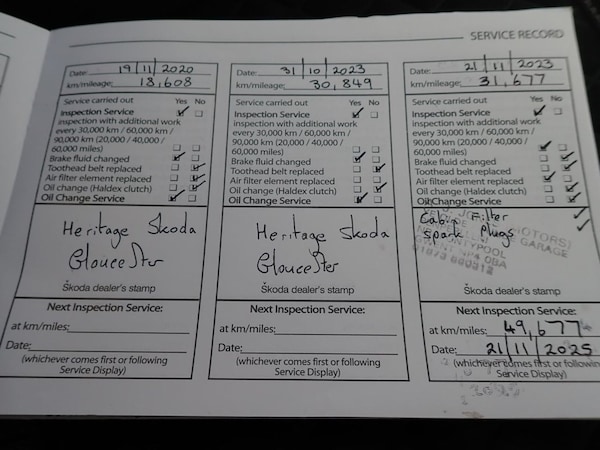 SERVICE RECORD
Date: 19/11/2020
km/mileage: 18,608
Service carried out Yes No
Inspection Service
inspection with additional work
every 30,000 km / 60,000 km /
90,000 km (20,000 / 40,000 /
60,000 miles)
Brake fluid changed
Toothead belt replaced
Air filter element replaced
Oil change (Haldex clutch)
Oil Change Service
Heritage Skoda
Gloucester
Škoda dealer's stamp
Next Inspection Service:
at km/miles:
Date:
(whichever comes first or following
Service Display)
Date: 31/10/2023
km/mileage: 30,849
Service carried out Yes No
Inspection Service
inspection with additional work
every 30,000 km / 60,000 km /
90,000 km (20,000 / 40,000 /
60,000 miles)
Brake fluid changed
Toothead belt replaced
Air filter element replaced
Oil change (Haldex clutch)
Oil Change Service
Heritage Skoda
Gloucester
Škoda dealer's stamp
Next Inspection Service:
at km/miles:
Date:
(whichever comes first or following
Service Display)
Date: 21/11/2023
km/mileage: 31,677
Service carried out Yes No
Inspection Service
inspection with additional work
every 30,000 km / 60,000 km /
90,000 km (20,000 / 40,000 /
60,000 miles)
Brake fluid changed
Toothead belt replaced
Air filter element replaced
Oil change (Haldex clutch)
Oil Change Service
Cabin Filter
Spark Plugs
MOTORS)
GARAGE
PONTYPOOL
GWENT NP4 0BA
Škoda dealer's stamp
Next Inspection Service:
at km/miles: 49,677
Date: 21/11/2025
(whichever comes first or following
Service Display)